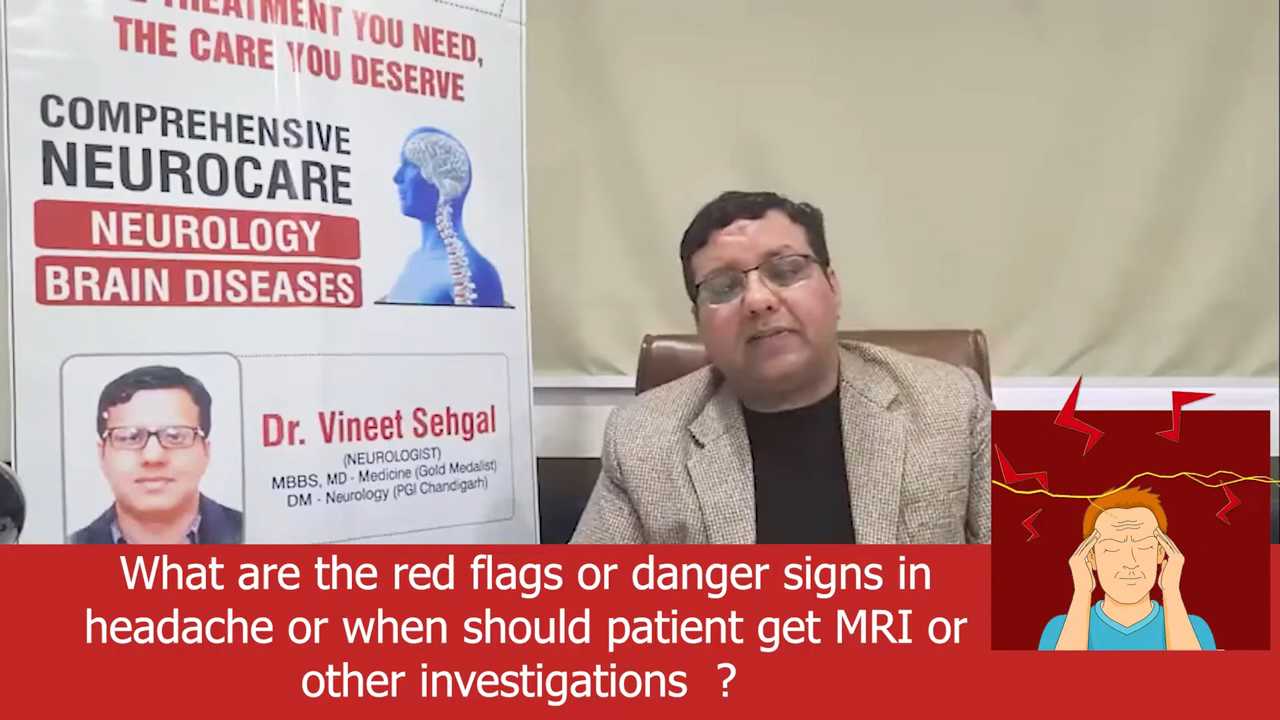 TREATMENT YOU NEED,
THE CARE YOU DESERVE
COMPREHENSIVE
NEUROCARE
NEUROLOGY
BRAIN DISEASES
Dr. Vineet Sehgal
(NEUROLOGIST)
MBBS, MD - Medicine (Gold Medalist)
DM - Neurology (PGI Chandigarh)
What are the red flags or danger signs in
headache or when should patient get MRI or
other investigations ?